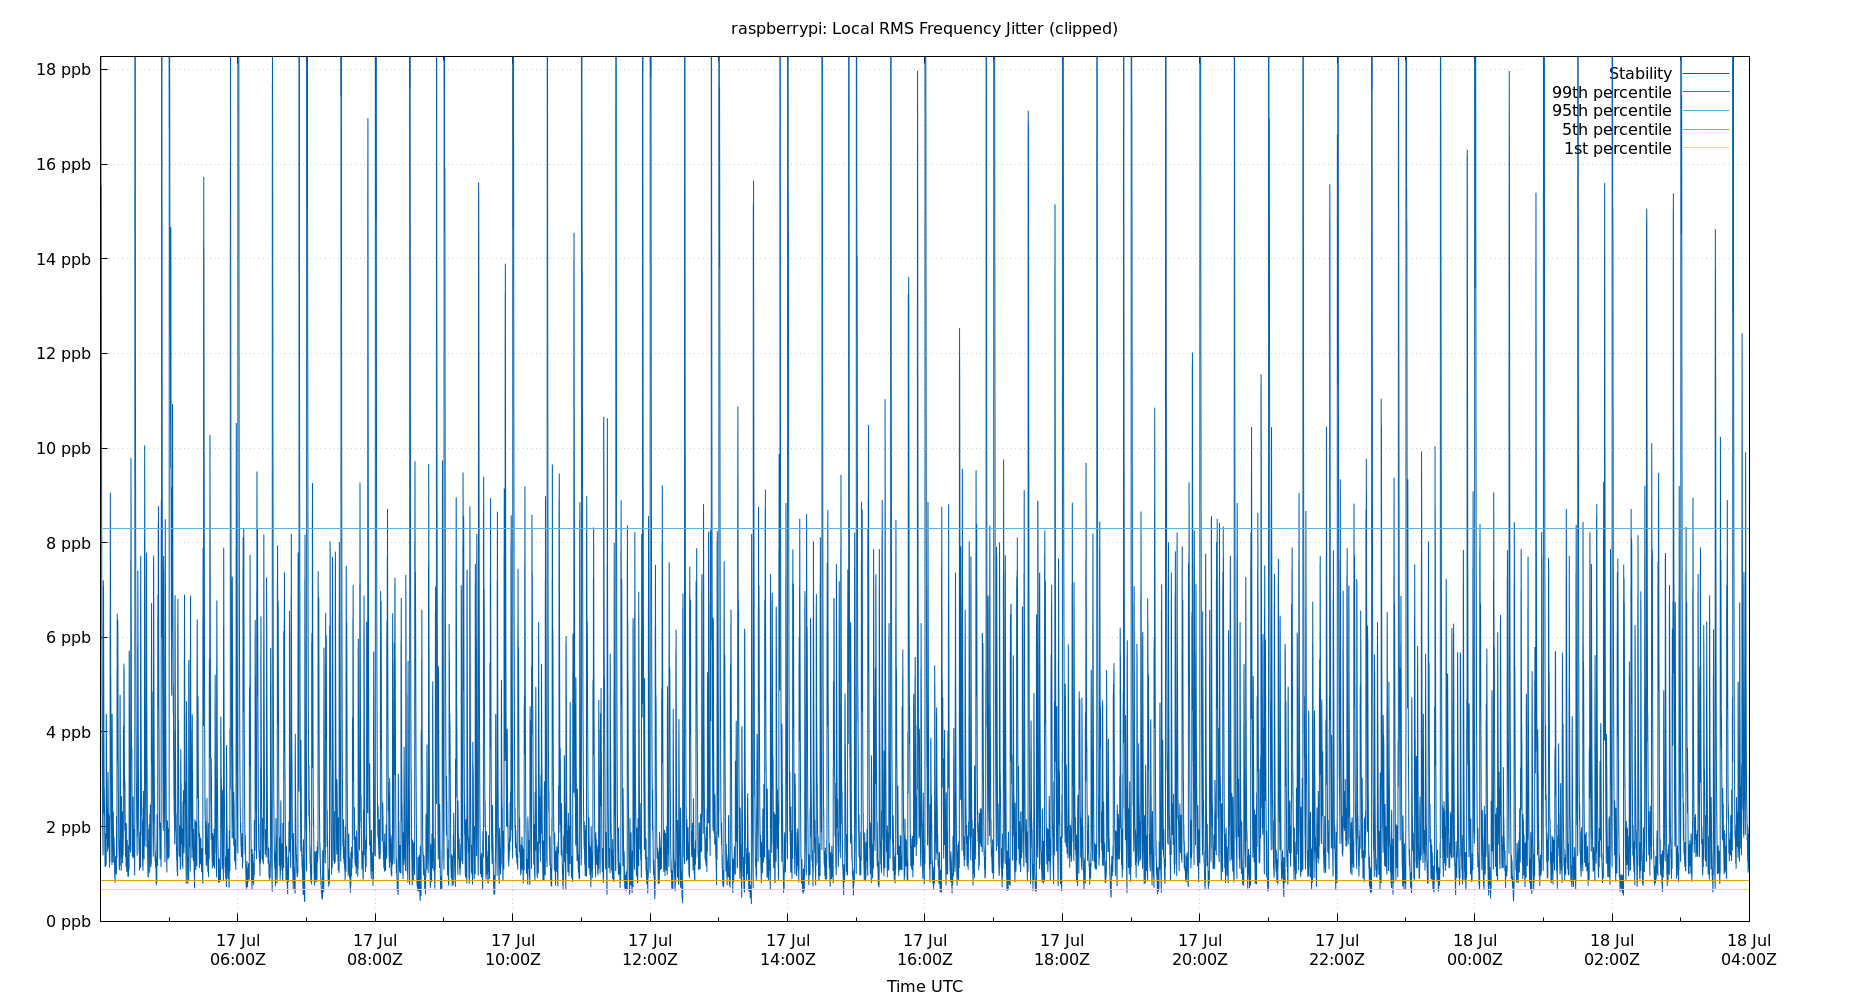 raspberrypi: Local RMS Frequency Jitter (clipped)
18 ppb
16 ppb
14 ppb
12 ppb
10 ppb
8 ppb
6 ppb
4 ppb
2 ppb
0 ppb
Stability
99th percentile
95th percentile
5th percentile
1st percentile
17 Jul 17 Jul 17 Jul 17 Jul 17 Jul 17 Jul 17 Jul 17 Jul 17 Jul 18 Jul 18 Jul 18 Jul
06:00Z 08:00Z 10:00Z 12:00Z 14:00Z 16:00Z 18:00Z 20:00Z 22:00Z 00:00Z 02:00Z 04:00Z
Time UTC